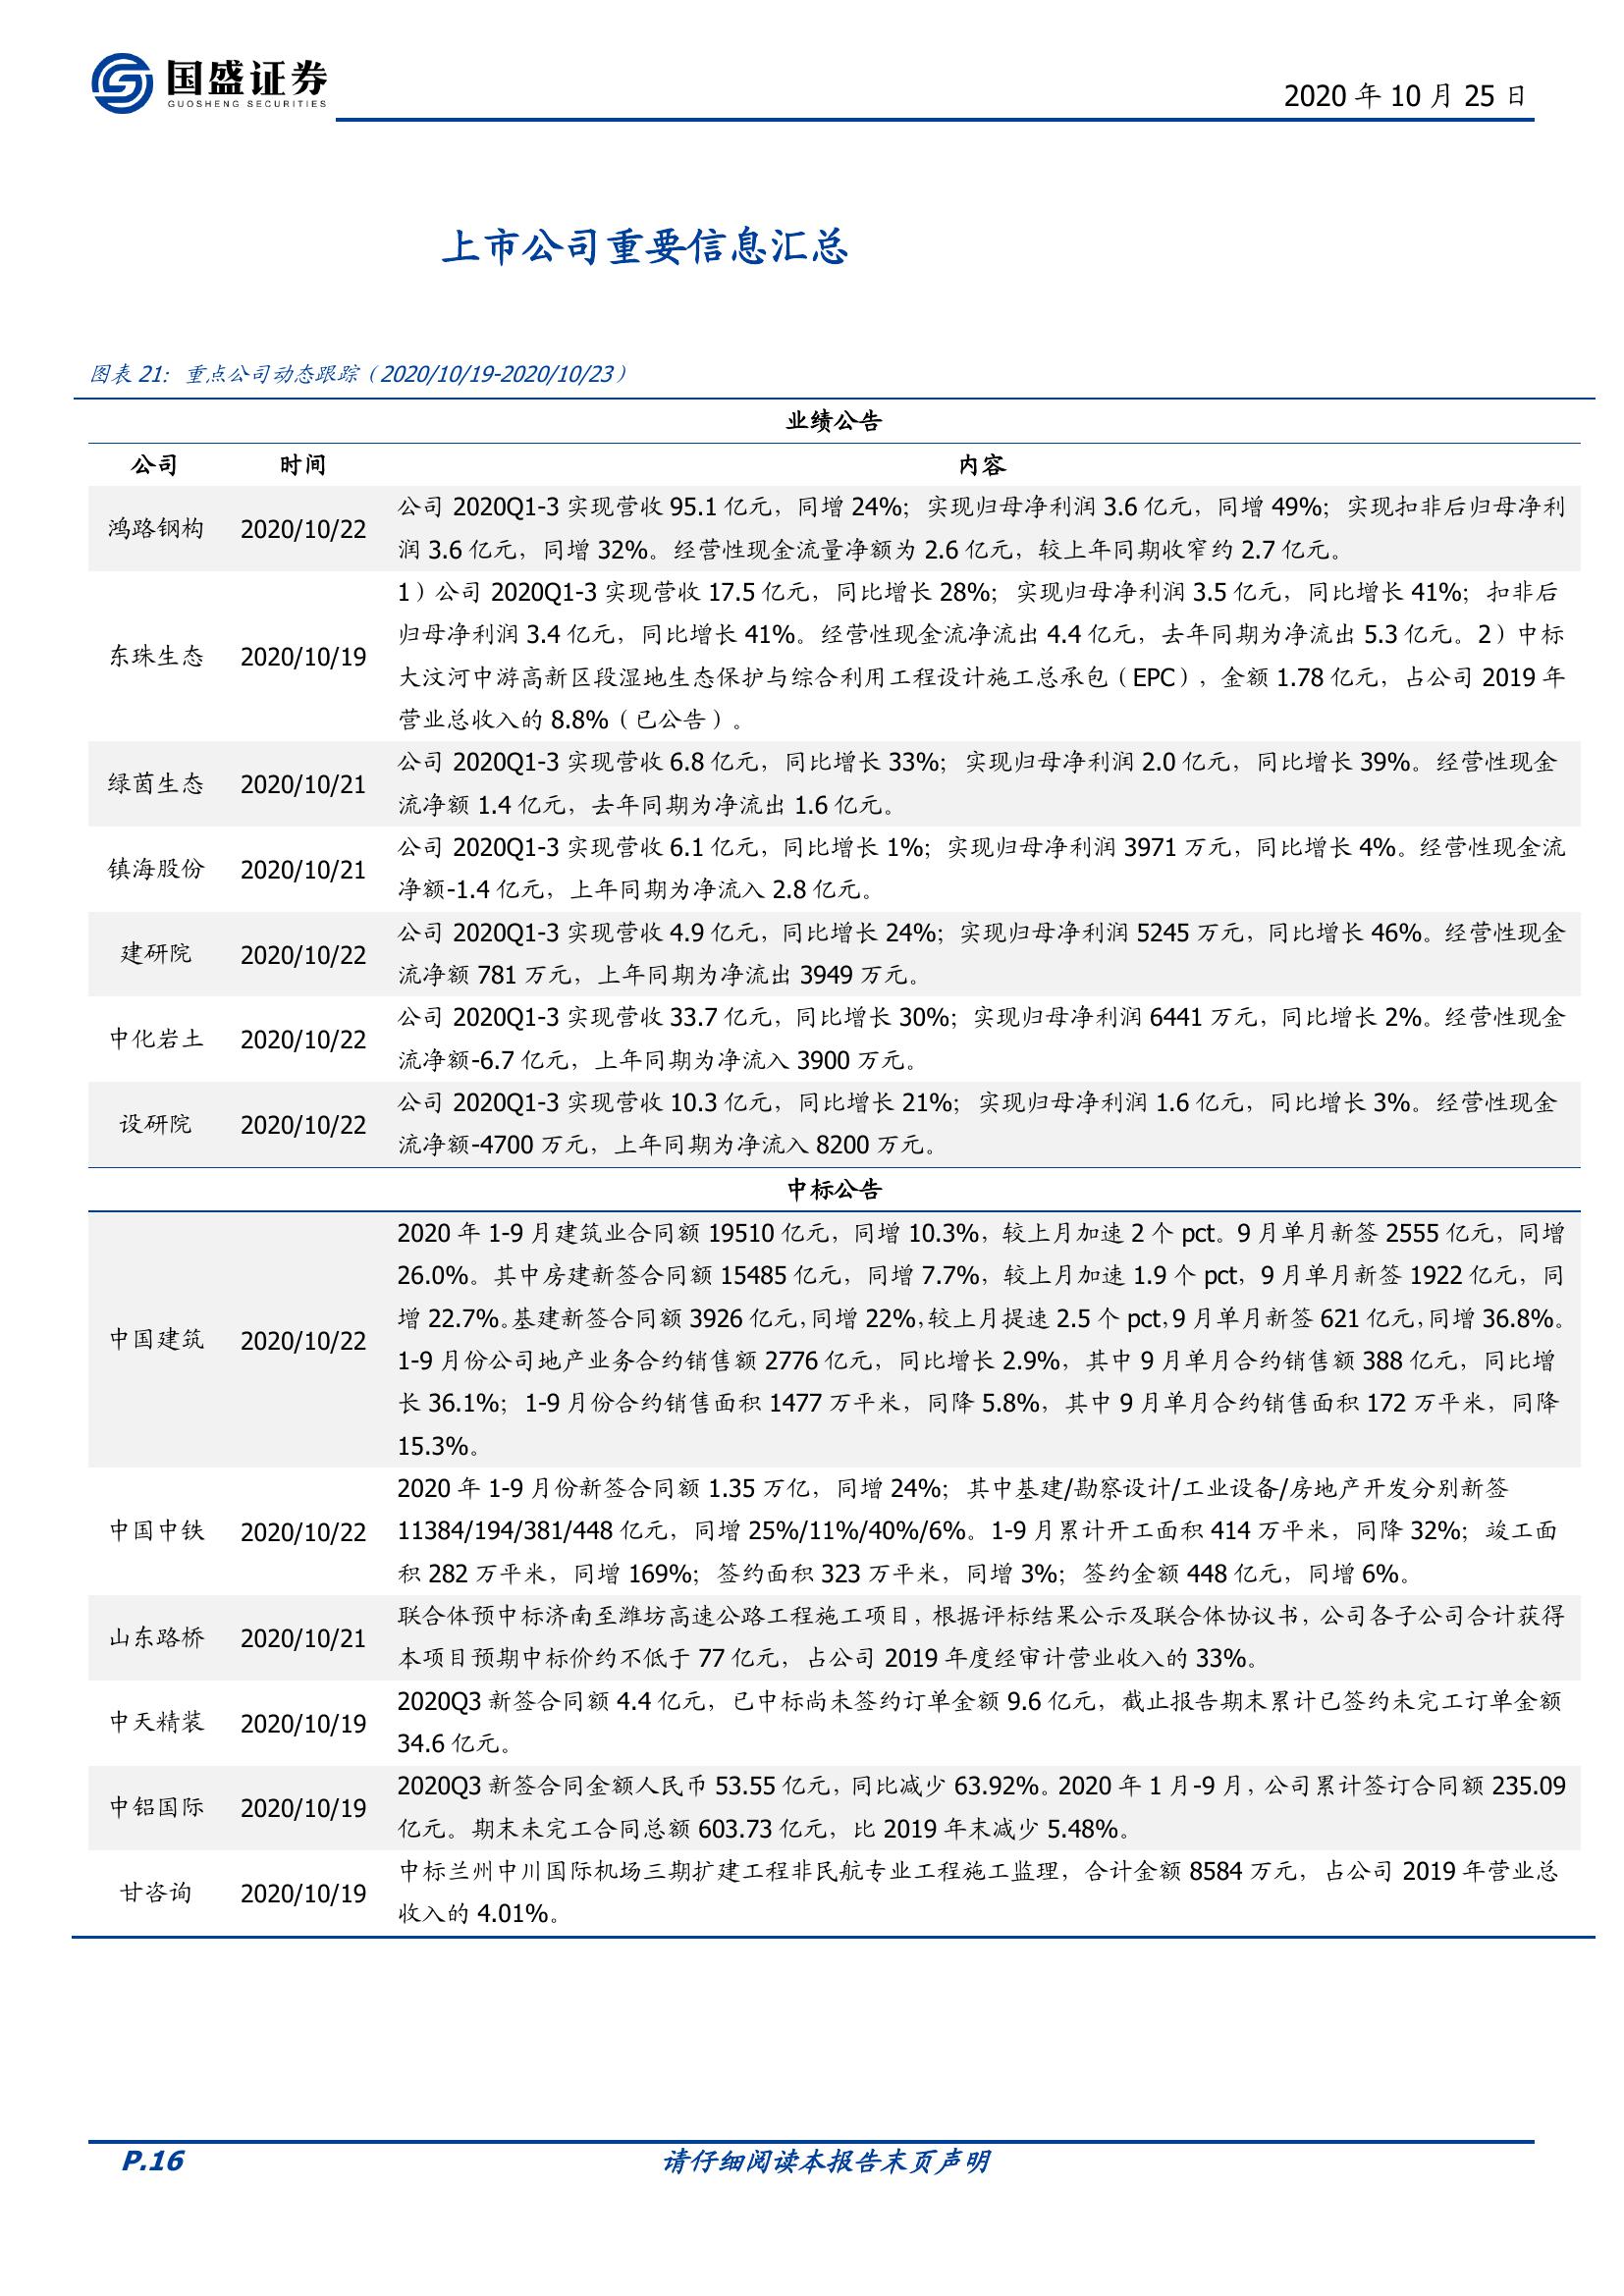 国盛证券
GUOSHENG SECURITIES
2020 年 10 月 25 日
上市公司重要信息汇总
图表 21：重点公司动态跟踪（2020/10/19-2020/10/23）
业绩公告
公司 时间 内容
鸿路钢构 2020/10/22 公司 2020Q1-3 实现营收 95.1 亿元，同增 24%；实现归母净利润 3.6 亿元，同增 49%；实现扣非后归母净利
润 3.6 亿元，同增 32%。经营性现金流量净额为 2.6 亿元，较上年同期收窄约 2.7 亿元。
东珠生态 2020/10/19 1）公司 2020Q1-3 实现营收 17.5 亿元，同比增长 28%；实现归母净利润 3.5 亿元，同比增长 41%；扣非后
归母净利润 3.4 亿元，同比增长 41%。经营性现金流净流出 4.4 亿元，去年同期为净流出 5.3 亿元。2）中标
大汶河中游高新区段湿地生态保护与综合利用工程设计施工总承包（EPC），金额 1.78 亿元，占公司 2019 年
营业总收入的 8.8%（已公告）。
绿茵生态 2020/10/21 公司 2020Q1-3 实现营收 6.8 亿元，同比增长 33%；实现归母净利润 2.0 亿元，同比增长 39%。经营性现金
流净额 1.4 亿元，去年同期为净流出 1.6 亿元。
镇海股份 2020/10/21 公司 2020Q1-3 实现营收 6.1 亿元，同比增长 1%；实现归母净利润 3971 万元，同比增长 4%。经营性现金流
净额-1.4 亿元，上年同期为净流入 2.8 亿元。
建研院 2020/10/22 公司 2020Q1-3 实现营收 4.9 亿元，同比增长 24%；实现归母净利润 5245 万元，同比增长 46%。经营性现金
流净额 781 万元，上年同期为净流出 3949 万元。
中化岩土 2020/10/22 公司 2020Q1-3 实现营收 33.7 亿元，同比增长 30%；实现归母净利润 6441 万元，同比增长 2%。经营性现金
流净额-6.7 亿元，上年同期为净流入 3900 万元。
设研院 2020/10/22 公司 2020Q1-3 实现营收 10.3 亿元，同比增长 21%；实现归母净利润 1.6 亿元，同比增长 3%。经营性现金
流净额-4700 万元，上年同期为净流入 8200 万元。
中标公告
中国建筑 2020/10/22 2020 年 1-9 月建筑业合同额 19510 亿元，同增 10.3%，较上月加速 2 个 pct。9 月单月新签 2555 亿元，同增
26.0%。其中房建新签合同额 15485 亿元，同增 7.7%，较上月加速 1.9 个 pct，9 月单月新签 1922 亿元，同
增 22.7%。基建新签合同额 3926 亿元，同增 22%，较上月提速 2.5 个 pct，9 月单月新签 621 亿元，同增 36.8%。
1-9 月份公司地产业务合约销售额 2776 亿元，同比增长 2.9%，其中 9 月单月合约销售额 388 亿元，同比增
长 36.1%；1-9 月份合约销售面积 1477 万平米，同降 5.8%，其中 9 月单月合约销售面积 172 万平米，同降
15.3%。
中国中铁 2020/10/22 2020 年 1-9 月份新签合同额 1.35 万亿，同增 24%；其中基建/勘察设计/工业设备/房地产开发分别新签
11384/194/381/448 亿元，同增 25%/11%/40%/6%。1-9 月累计开工面积 414 万平米，同降 32%；竣工面
积 282 万平米，同增 169%；签约面积 323 万平米，同增 3%；签约金额 448 亿元，同增 6%。
山东路桥 2020/10/21 联合体预中标济南至潍坊高速公路工程施工项目，根据评标结果公示及联合体协议书，公司各子公司合计获得
本项目预期中标价约不低于 77 亿元，占公司 2019 年度经审计营业收入的 33%。
中天精装 2020/10/19 2020Q3 新签合同额 4.4 亿元，已中标尚未签约订单金额 9.6 亿元，截止报告期末累计已签约未完工订单金额
34.6 亿元。
中铝国际 2020/10/19 2020Q3 新签合同金额人民币 53.55 亿元，同比减少 63.92%。2020 年 1 月-9 月，公司累计签订合同额 235.09
亿元。期末未完工合同总额 603.73 亿元，比 2019 年末减少 5.48%。
甘咨询 2020/10/19 中标兰州中川国际机场三期扩建工程非民航专业工程施工监理，合计金额 8584 万元，占公司 2019 年营业总
收入的 4.01%。
P.16 请仔细阅读本报告末页声明